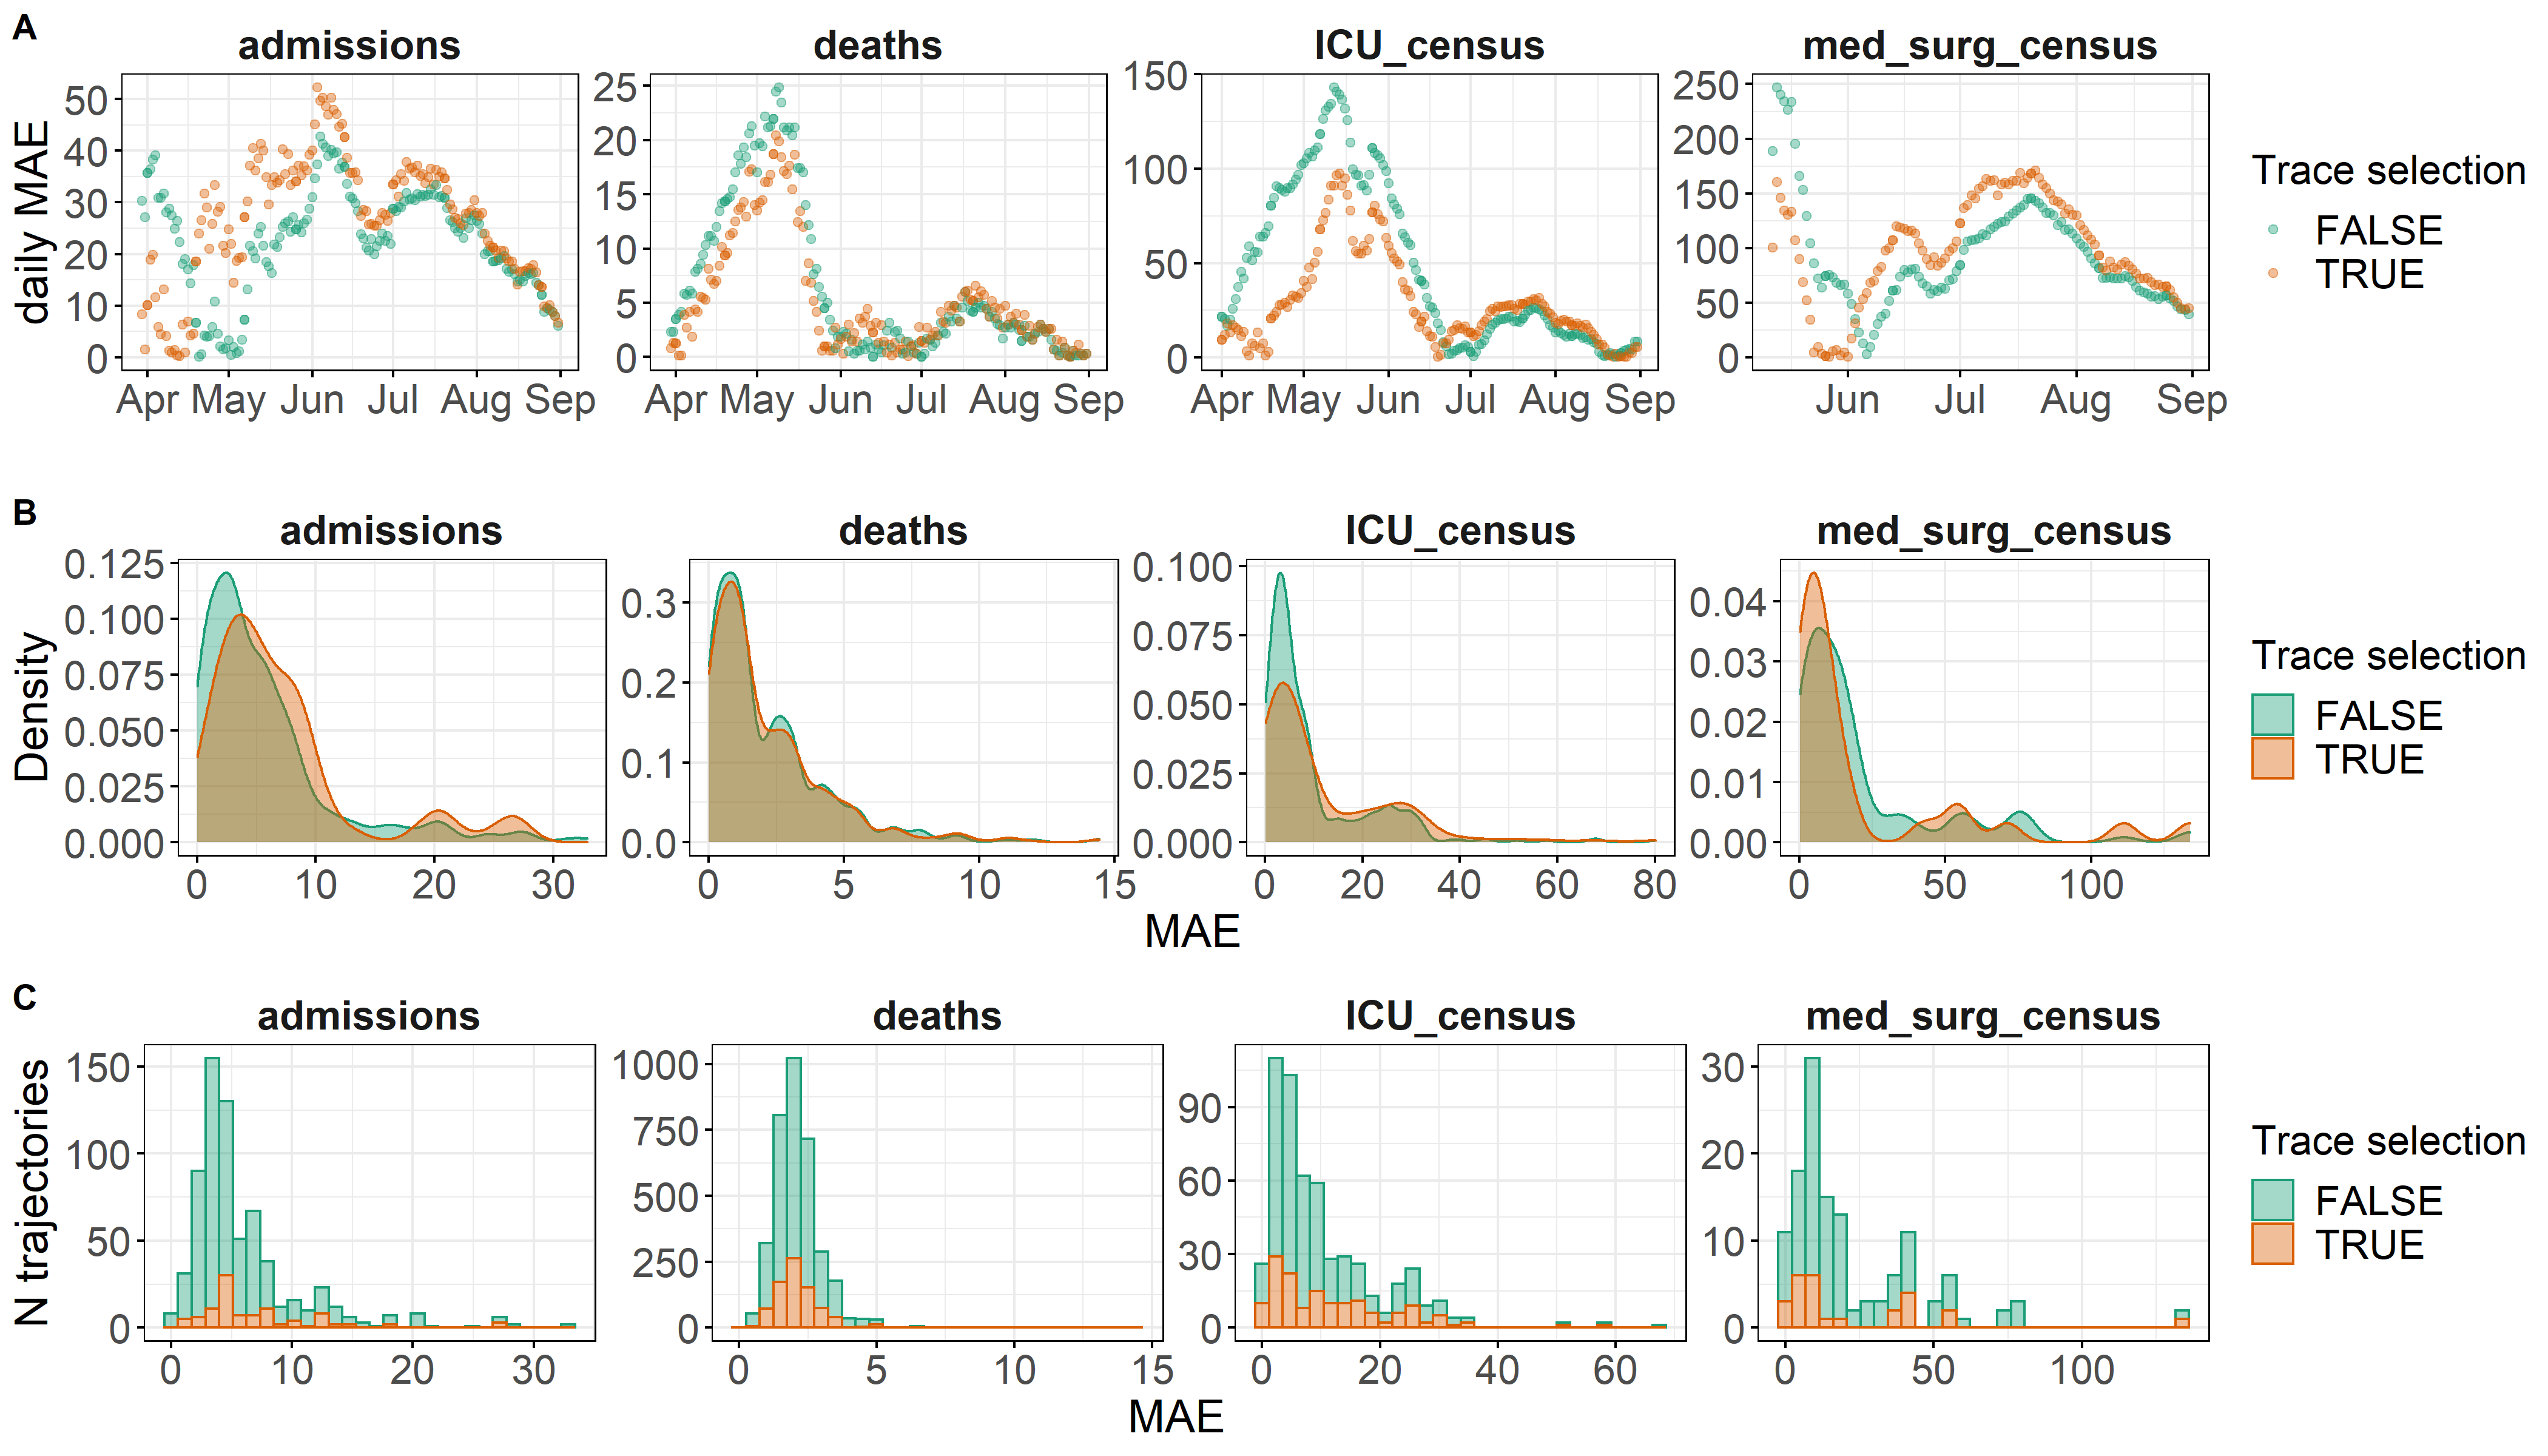 A
admissions deaths ICU_census med_surg_census
daily MAE
50 40 30 20 10 0
25 20 15 10 5 0
150 100 50 0
250 200 150 100 50 0
Apr May Jun Jul Aug Sep
Apr May Jun Jul Aug Sep
Apr May Jun Jul Aug Sep
Jun Jul Aug Sep
Trace selection
FALSE
TRUE
B
admissions deaths ICU_census med_surg_census
Density
0.125 0.100 0.075 0.050 0.025 0.000
0.3 0.2 0.1 0.0
0.100 0.075 0.050 0.025 0.000
0.04 0.03 0.02 0.01 0.00
0 10 20 30
0 5 10 15
0 20 40 60 80
0 50 100
MAE
Trace selection
FALSE
TRUE
C
admissions deaths ICU_census med_surg_census
N trajectories
150 100 50 0
1000 750 500 250 0
90 60 30 0
30 20 10 0
0 10 20 30
0 5 10 15
0 20 40 60
0 50 100
MAE
Trace selection
FALSE
TRUE